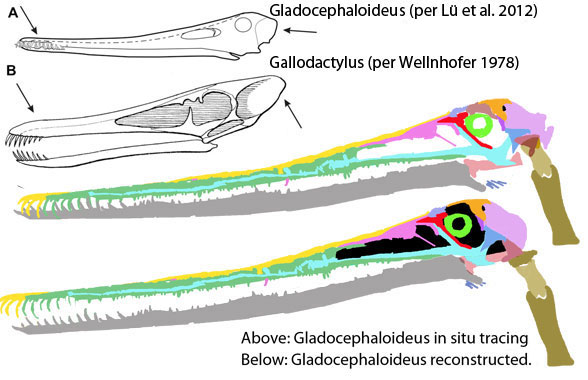 A
Gladocephaloideus (per Lü et al. 2012)
B
Gallodactylus (per Wellnhofer 1978)
Above: Gladocephaloideus in situ tracing
Below: Gladocephaloideus reconstructed.